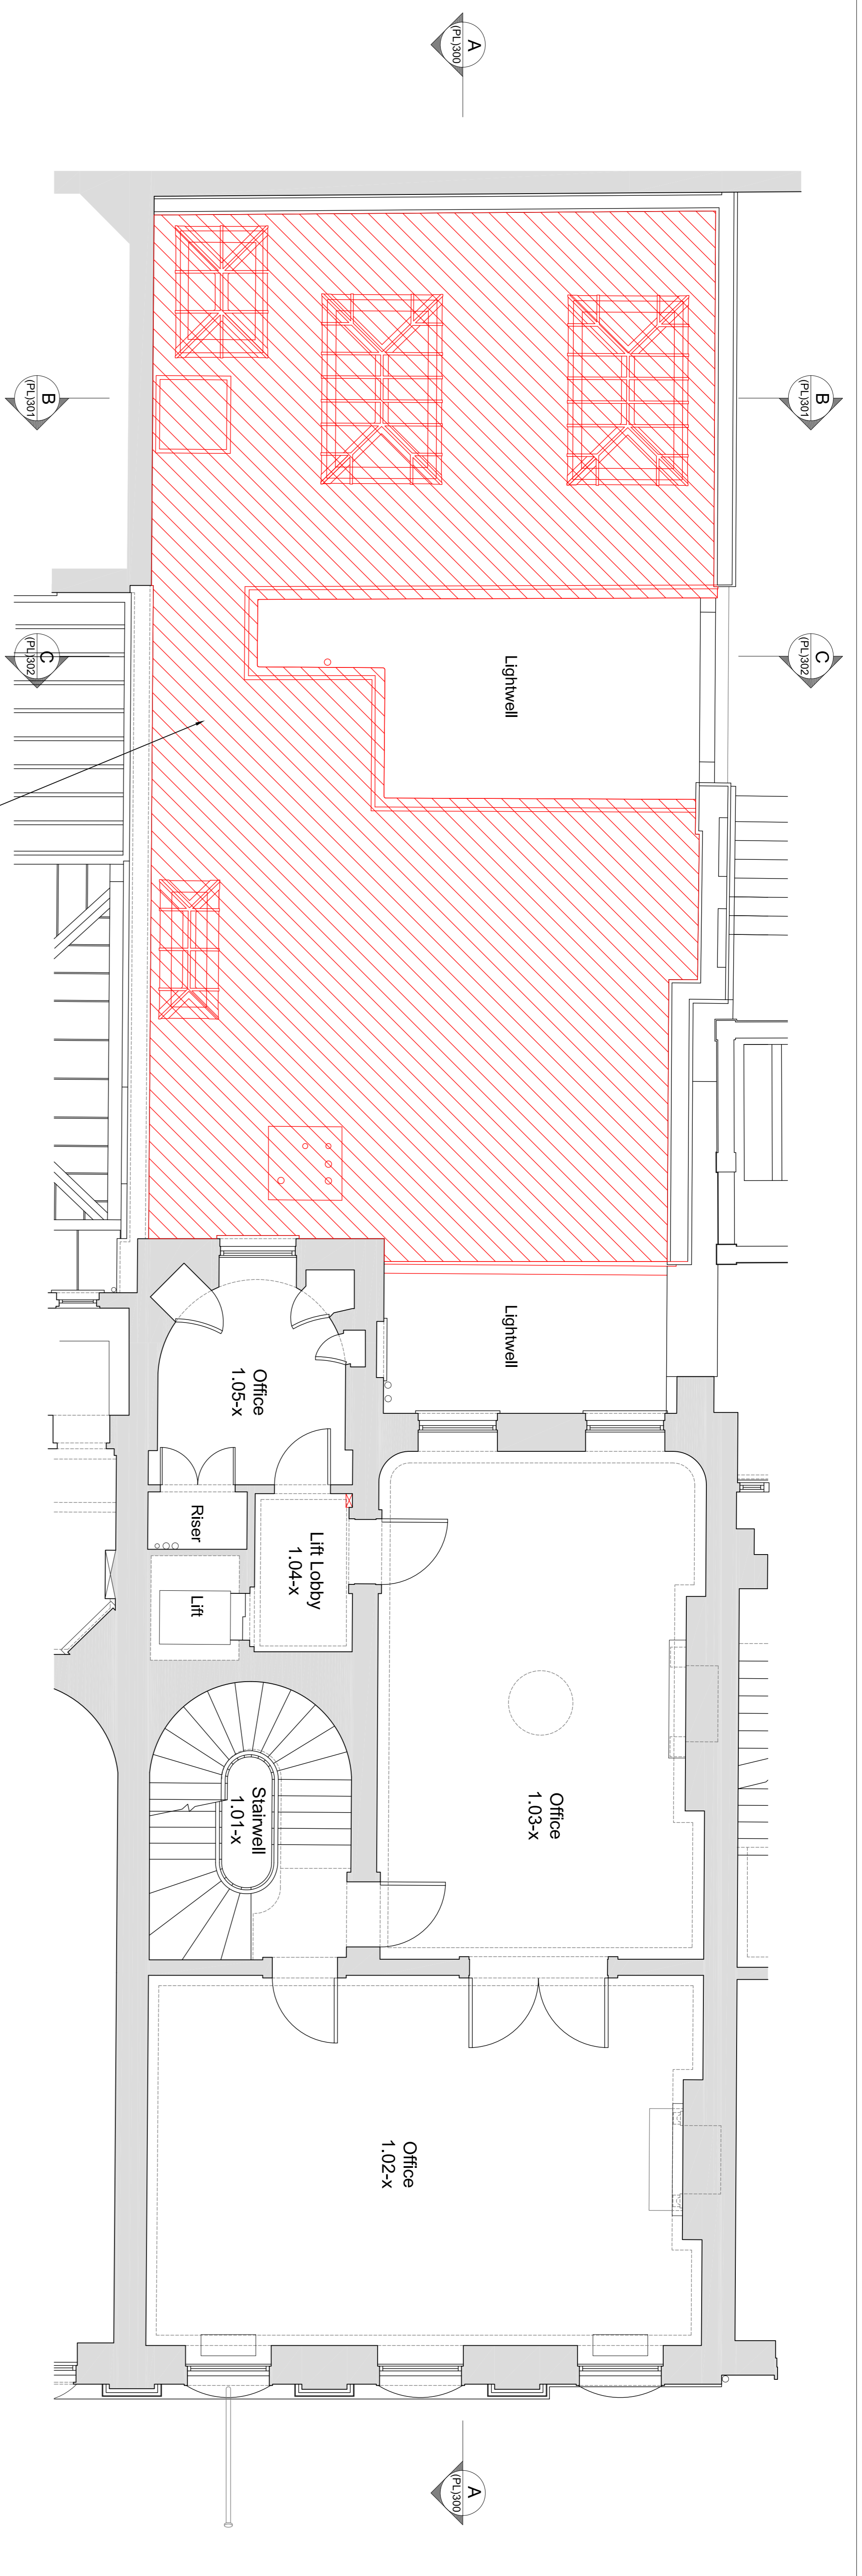 A
(PL)300
B
(PL)301
B
(PL)301
C
(PL)302
C
(PL)302
Lightwell
Lightwell
Office
1.05-x
Riser
Lift Lobby
1.04-x
Lift
Office
1.03-x
Stairwell
1.01-x
Office
1.02-x
A
(PL)300